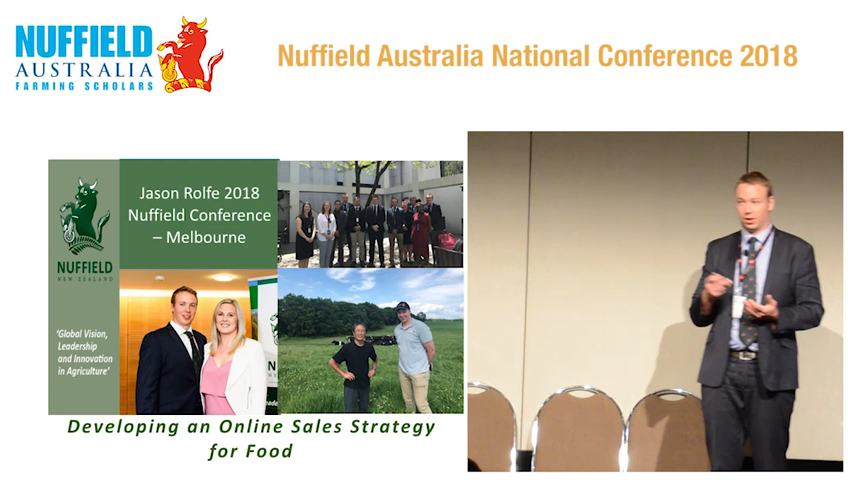 NUFFIELD
AUSTRALIA
FARMING SCHOLARS
Nuffield Australia National Conference 2018
Jason Rolfe 2018
Nuffield Conference
– Melbourne
NUFFIELD
NEW ZEALAND
'Global Vision,
Leadership
and Innovation
in Agriculture'
Developing an Online Sales Strategy
for Food